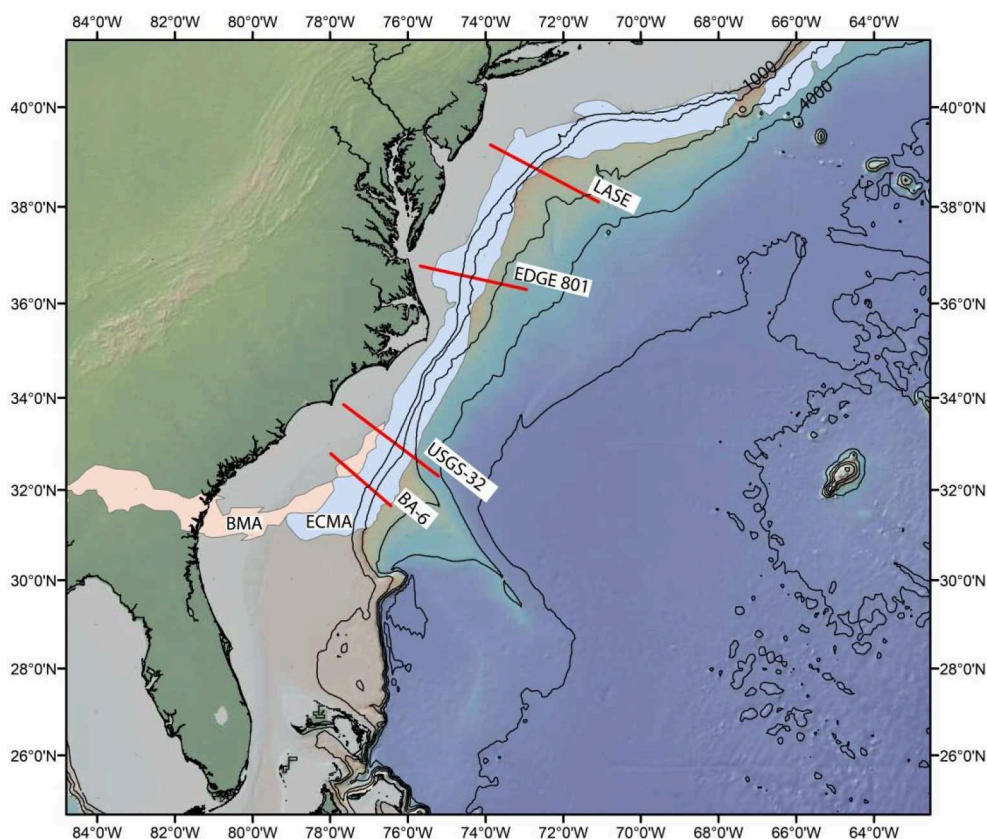 84°0'W 82°0'W 80°0'W 78°0'W 76°0'W 74°0'W 72°0'W 70°0'W 68°0'W 66°0'W 64°0'W
1000
4000
40°0'N 40°0'N
LASE
38°0'N 38°0'N
EDGE 801
36°0'N 36°0'N
34°0'N 34°0'N
USGS-32
32°0'N 32°0'N
BA-6
BMA ECMA
30°0'N 30°0'N
28°0'N 28°0'N
26°0'N 26°0'N
84°0'W 82°0'W 80°0'W 78°0'W 76°0'W 74°0'W 72°0'W 70°0'W 68°0'W 66°0'W 64°0'W